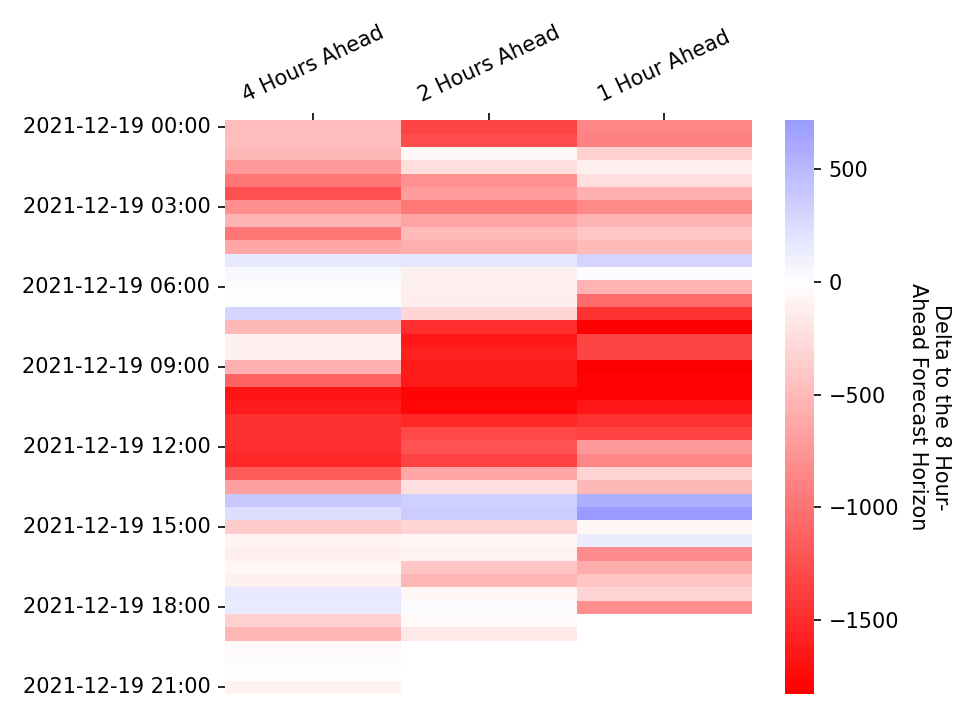 4 Hours Ahead
2 Hours Ahead
1 Hour Ahead
2021-12-19 00:00
2021-12-19 03:00
2021-12-19 06:00
2021-12-19 09:00
2021-12-19 12:00
2021-12-19 15:00
2021-12-19 18:00
2021-12-19 21:00
500
0
−500
−1000
−1500
Delta to the 8 Hour-
Ahead Forecast Horizon